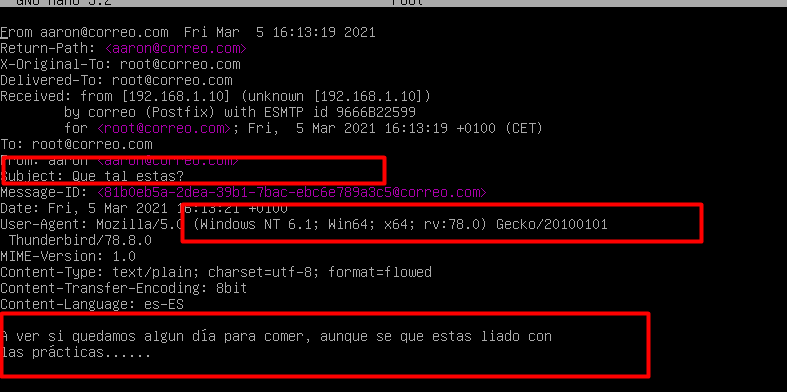 GNU nano 3.2 root
From aaron@correo.com  Fri Mar  5 16:13:19 2021
Return-Path: <aaron@correo.com>
X-Original-To: root@correo.com
Delivered-To: root@correo.com
Received: from [192.168.1.10] (unknown [192.168.1.10])
        by correo (Postfix) with ESMTP id 9666B22599
        for <root@correo.com>; Fri,  5 Mar 2021 16:13:19 +0100 (CET)
To: root@correo.com
From: aaron <aaron@correo.com>
Subject: Que tal estas?
Message-ID: <81b0eb5a-2dea-39b1-7bac-ebc6e789a3c5@correo.com>
Date: Fri, 5 Mar 2021 16:13:21 +0100
User-Agent: Mozilla/5.0 (Windows NT 6.1; Win64; x64; rv:78.0) Gecko/20100101
 Thunderbird/78.8.0
MIME-Version: 1.0
Content-Type: text/plain; charset=utf-8; format=flowed
Content-Transfer-Encoding: 8bit
Content-Language: es-ES
A ver si quedamos algun día para comer, aunque se que estas liado con
las prácticas......